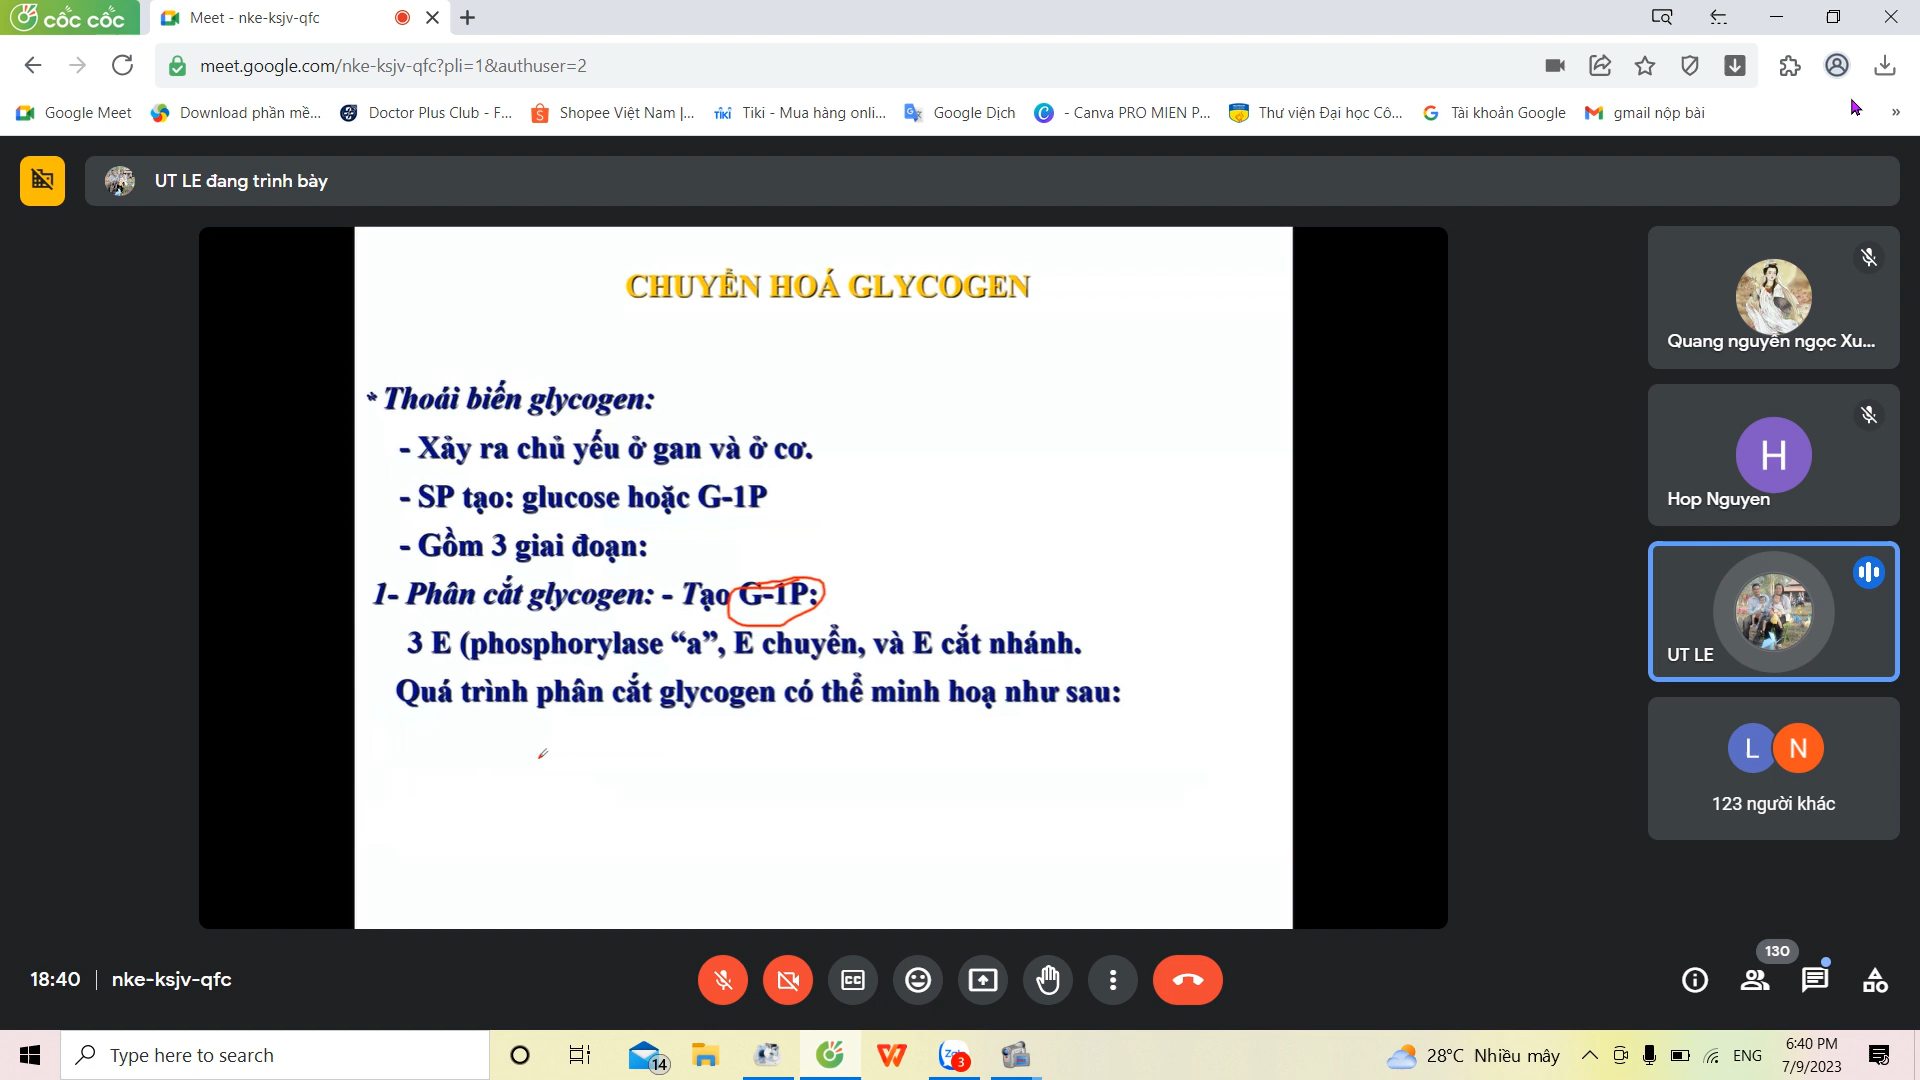 cốc cốc
Meet - nke-ksjv-qfc
meet.google.com/nke-ksjv-qfc?pli=1&authuser=2
Google Meet
Download phần mề...
Doctor Plus Club - F...
Shopee Việt Nam |...
TIKI
Tiki - Mua hàng onli...
Google Dịch
- Canva PRO MIEN P...
Thư viện Đại học Cô...
Tài khoản Google
gmail nộp bài
»
UT LE đang trình bày
CHUYỂN HOÁ GLYCOGEN
* Thoái biến glycogen:
- Xảy ra chủ yếu ở gan và ở cơ.
- SP tạo: glucose hoặc G-1P
- Gồm 3 giai đoạn:
1- Phân cắt glycogen: - Tạo G-1P:
3 E (phosphorylase “a”, E chuyển, và E cắt nhánh.
Quá trình phân cắt glycogen có thể minh hoạ như sau:
Quang nguyễn ngọc Xu...
H
Hop Nguyen
UT LE
L N
123 người khác
18:40 | nke-ksjv-qfc
CC
130
Type here to search
14
Zalo
3
28°C Nhiều mây
ENG
6:40 PM
7/9/2023